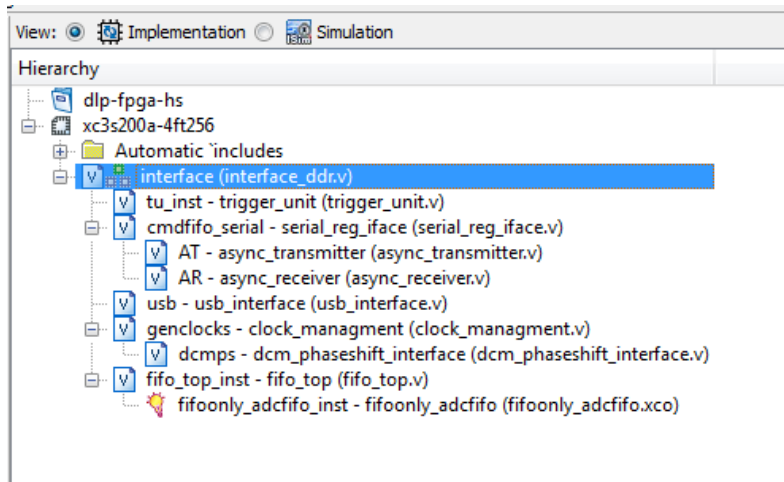 View: Implementation Simulation
Hierarchy
dlp-fpga-hs
xc3s200a-4ft256
Automatic `includes
interface (interface_ddr.v)
tu_inst - trigger_unit (trigger_unit.v)
cmdfifo_serial - serial_reg_iface (serial_reg_iface.v)
AT - async_transmitter (async_transmitter.v)
AR - async_receiver (async_receiver.v)
usb - usb_interface (usb_interface.v)
genclocks - clock_managment (clock_managment.v)
dcmps - dcm_phaseshift_interface (dcm_phaseshift_interface.v)
fifo_top_inst - fifo_top (fifo_top.v)
fifoonly_adcfifo_inst - fifoonly_adcfifo (fifoonly_adcfifo.xco)